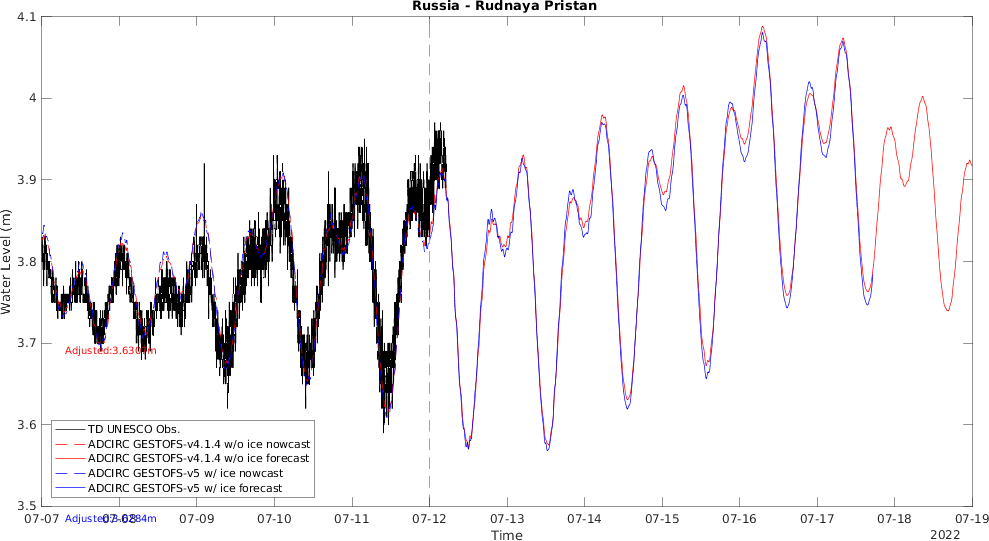 Russia - Rudnaya Pristan
4.1
4
3.9
3.8
3.7
3.6
3.5
Water Level (m)
TD UNESCO Obs.
ADCIRC GESTOFS-v4.1.4 w/o ice nowcast
ADCIRC GESTOFS-v4.1.4 w/o ice forecast
ADCIRC GESTOFS-v5 w/ ice nowcast
ADCIRC GESTOFS-v5 w/ ice forecast
07-07 07-08 07-09 07-10 07-11 07-12 07-13 07-14 07-15 07-16 07-17 07-18 07-19
Time
2022